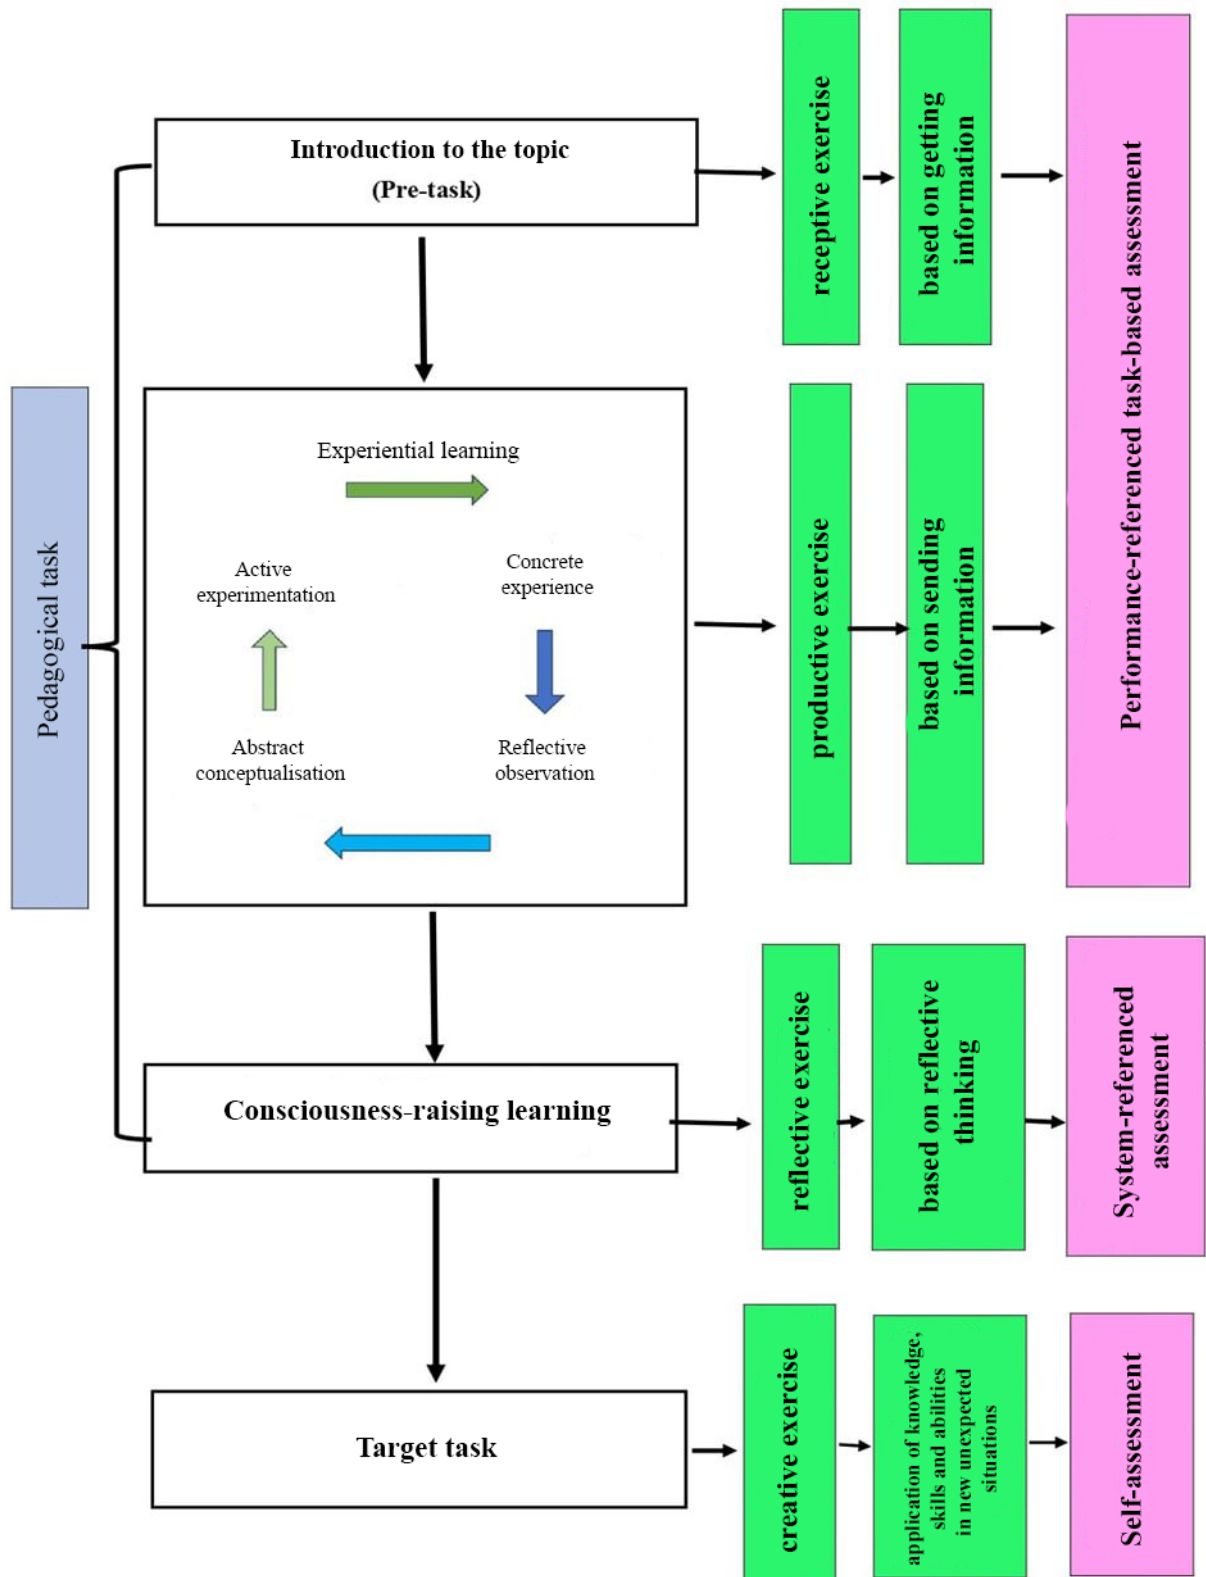 Pedagogical task
Introduction to the topic
(Pre-task)
receptive exercise
based on getting
information
Performance-referenced task-based assessment
Experiential learning
Active
experimentation
Concrete
experience
Abstract
conceptualisation
Reflective
observation
productive exercise
based on sending
information
Consciousness-raising learning
reflective exercise
based on reflective
thinking
System-referenced
assessment
Target task
creative exercise
application of knowledge,
skills and abilities
in new unexpected
situations
Self-assessment